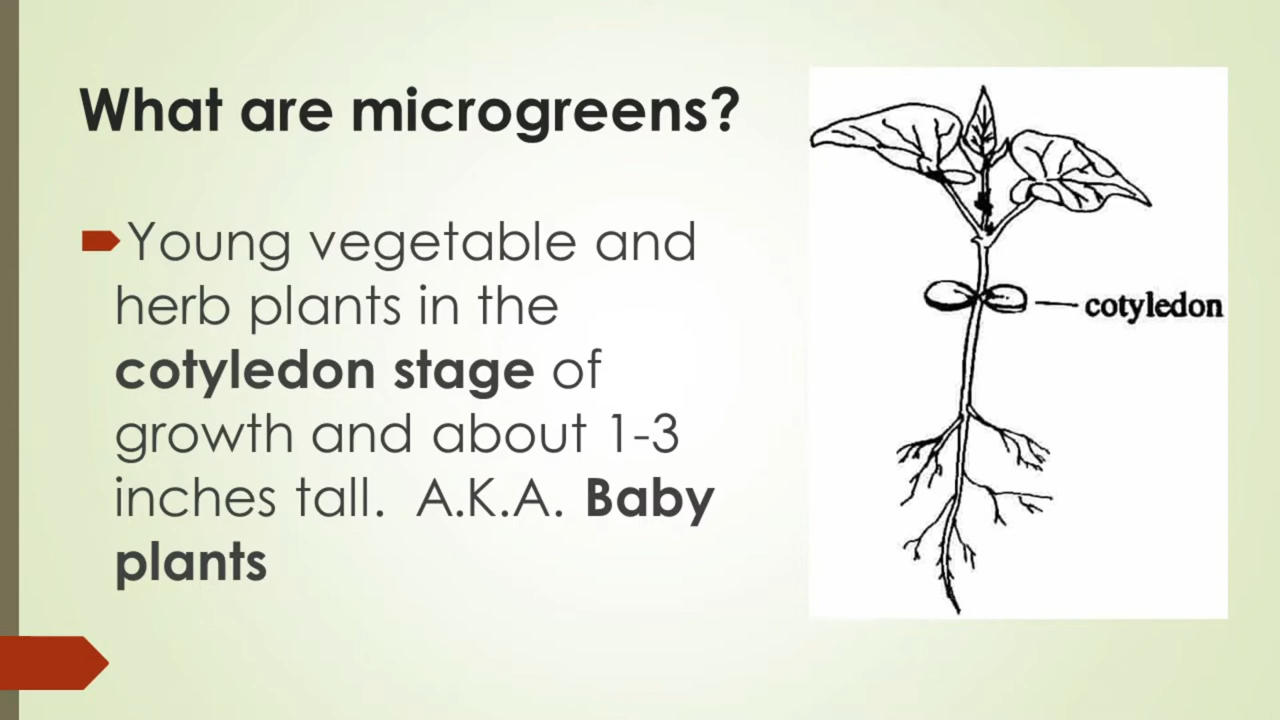 What are microgreens?
Young vegetable and
herb plants in the
cotyledon stage of
growth and about 1-3
inches tall.  A.K.A. Baby
plants
cotyledon